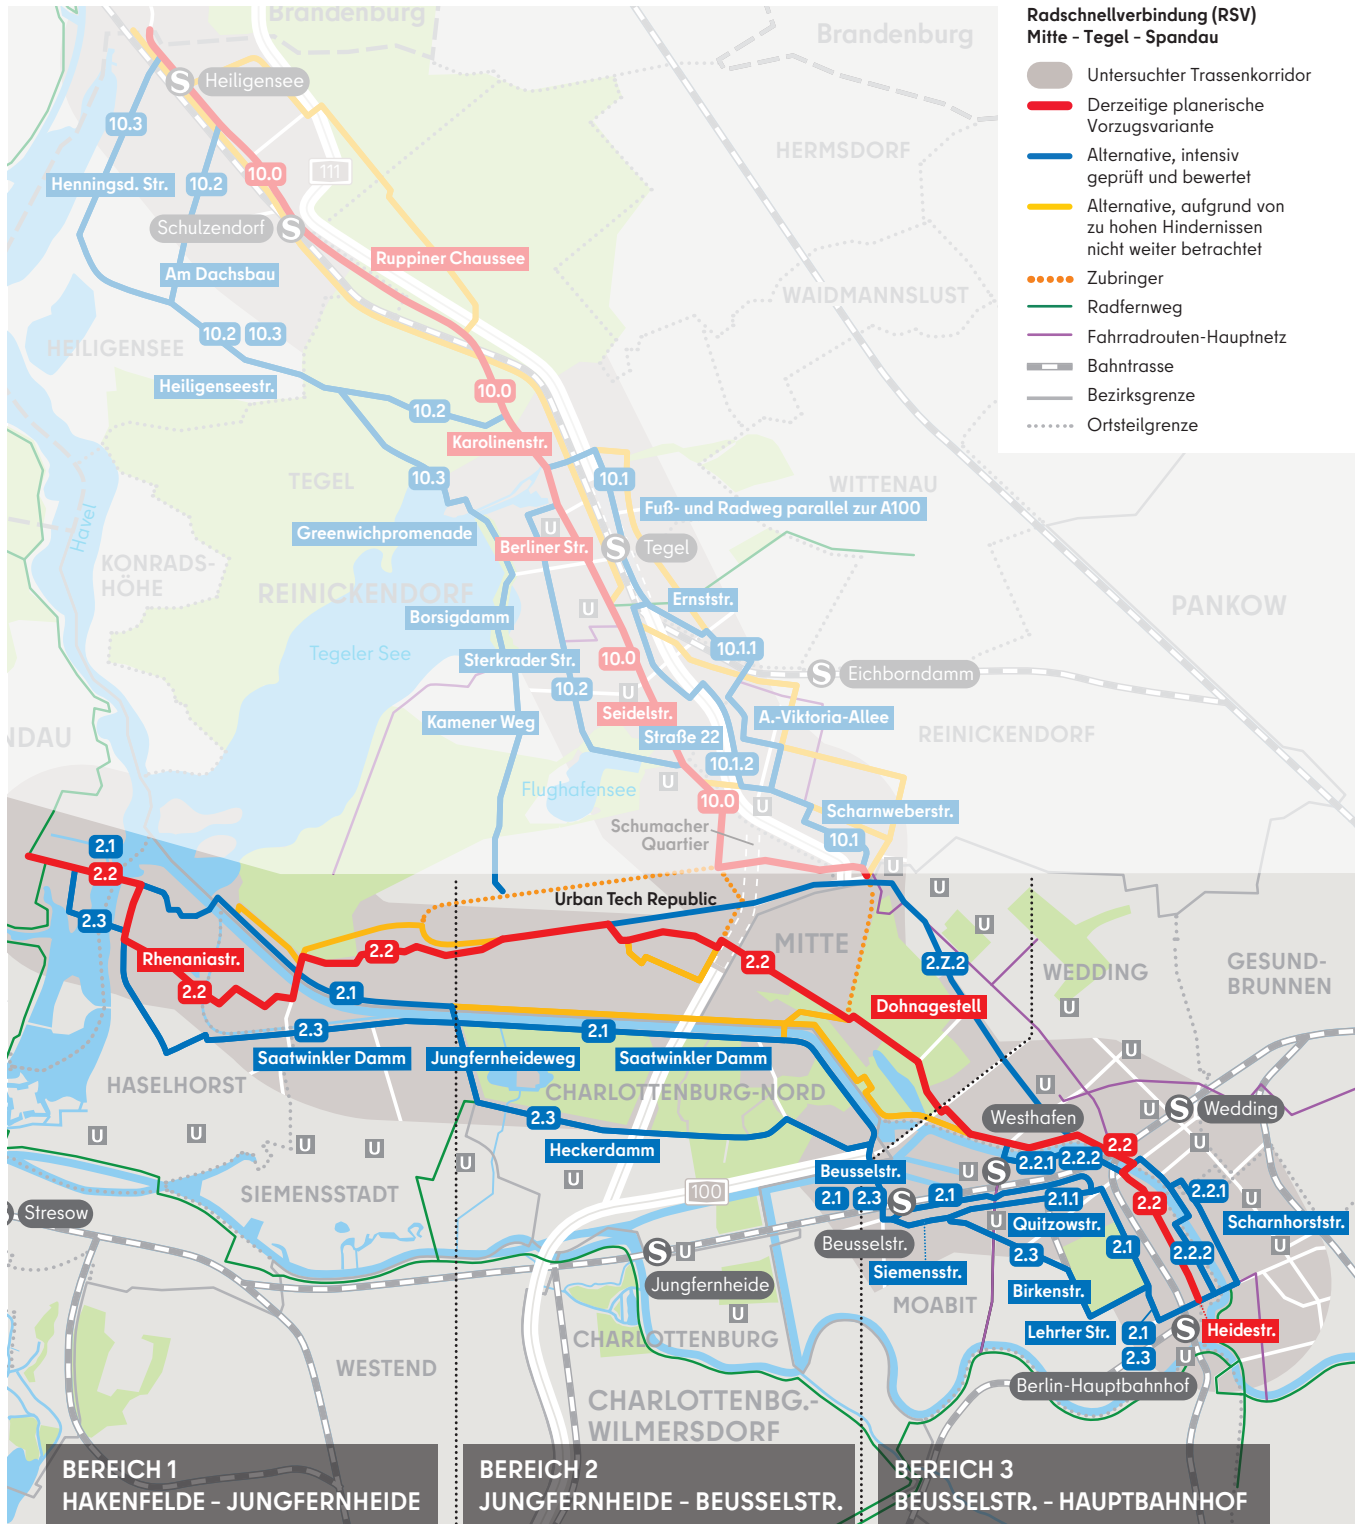 Radschnellverbindung (RSV)
Mitte - Tegel - Spandau
Untersuchter Trassenkorridor
Derzeitige planerische
Vorzugsvariante
Alternative, intensiv
geprüft und bewertet
Alternative, aufgrund von
zu hohen Hindernissen
nicht weiter betrachtet
Zubringer
Radfernweg
Fahrradrouten-Hauptnetz
Bahntrasse
Bezirksgrenze
Ortsteilgrenze
Brandenburg
Brandenburg
S Heiligensee
10.3
HERMSDORF
111
10.0
Henningsd. Str.
10.2
Schulzendorf S
Ruppiner Chaussee
Am Dachsbau
WAIDMANNSLUST
10.2
10.3
HEILIGENSEE
Heiligenseestr.
10.0
10.2
Karolinenstr.
TEGEL
10.3
10.1
WITTENAU
Fuß- und Radweg parallel zur A100
Havel
Greenwichpromenade
U
Berliner Str.
S Tegel
KONRADS-
HÖHE
REINICKENDORF
Ernststr.
PANKOW
U
Borsigdamm
Tegeler See
10.1.1
Sterkrader Str.
10.0
S Eichborndamm
10.2
U
Seidelstr.
Kamener Weg
A.-Viktoria-Allee
NDAU
Straße 22
REINICKENDORF
10.1.2
U
Flughafensee
10.0
U
Scharnweberstr.
Schumacher
Quartier
10.1
2.1
2.2
U
U
Urban Tech Republic
2.3
U
MITTE
Rhenaniastr.
2.2
2.2
2.Z.2
WEDDING
GESUND-
BRUNNEN
2.2
2.1
Dohnagestell
U
2.3
2.1
Saatwinkler Damm
Jungfernheideweg
Saatwinkler Damm
U
HASELHORST
CHARLOTTENBURG-NORD
U
2.3
Westhafen
U
S Wedding
U
U
U
U
U
Heckerdamm
2.2
U
U
Beusselstr.
U
S
2.2.1
2.2.2
SIEMENSSTADT
100
2.1
2.3
S
2.1
2.1.1
2.2
2.2.1
U
S Stresow
U
Quitzowstr.
Scharnhorststr.
Beusselstr.
2.3
2.1
2.2.2
U
S U
Jungfernheide
Siemensstr.
Birkenstr.
MOABIT
U
CHARLOTTENBURG
Lehrter Str.
2.1
S
Heidestr.
2.3
U
WESTEND
Berlin-Hauptbahnhof
CHARLOTTENBG.-
WILMERSDORF
BEREICH 1
HAKENFELDE - JUNGFERNHEIDE
BEREICH 2
JUNGFERNHEIDE - BEUSSELSTR.
BEREICH 3
BEUSSELSTR. - HAUPTBAHNHOF